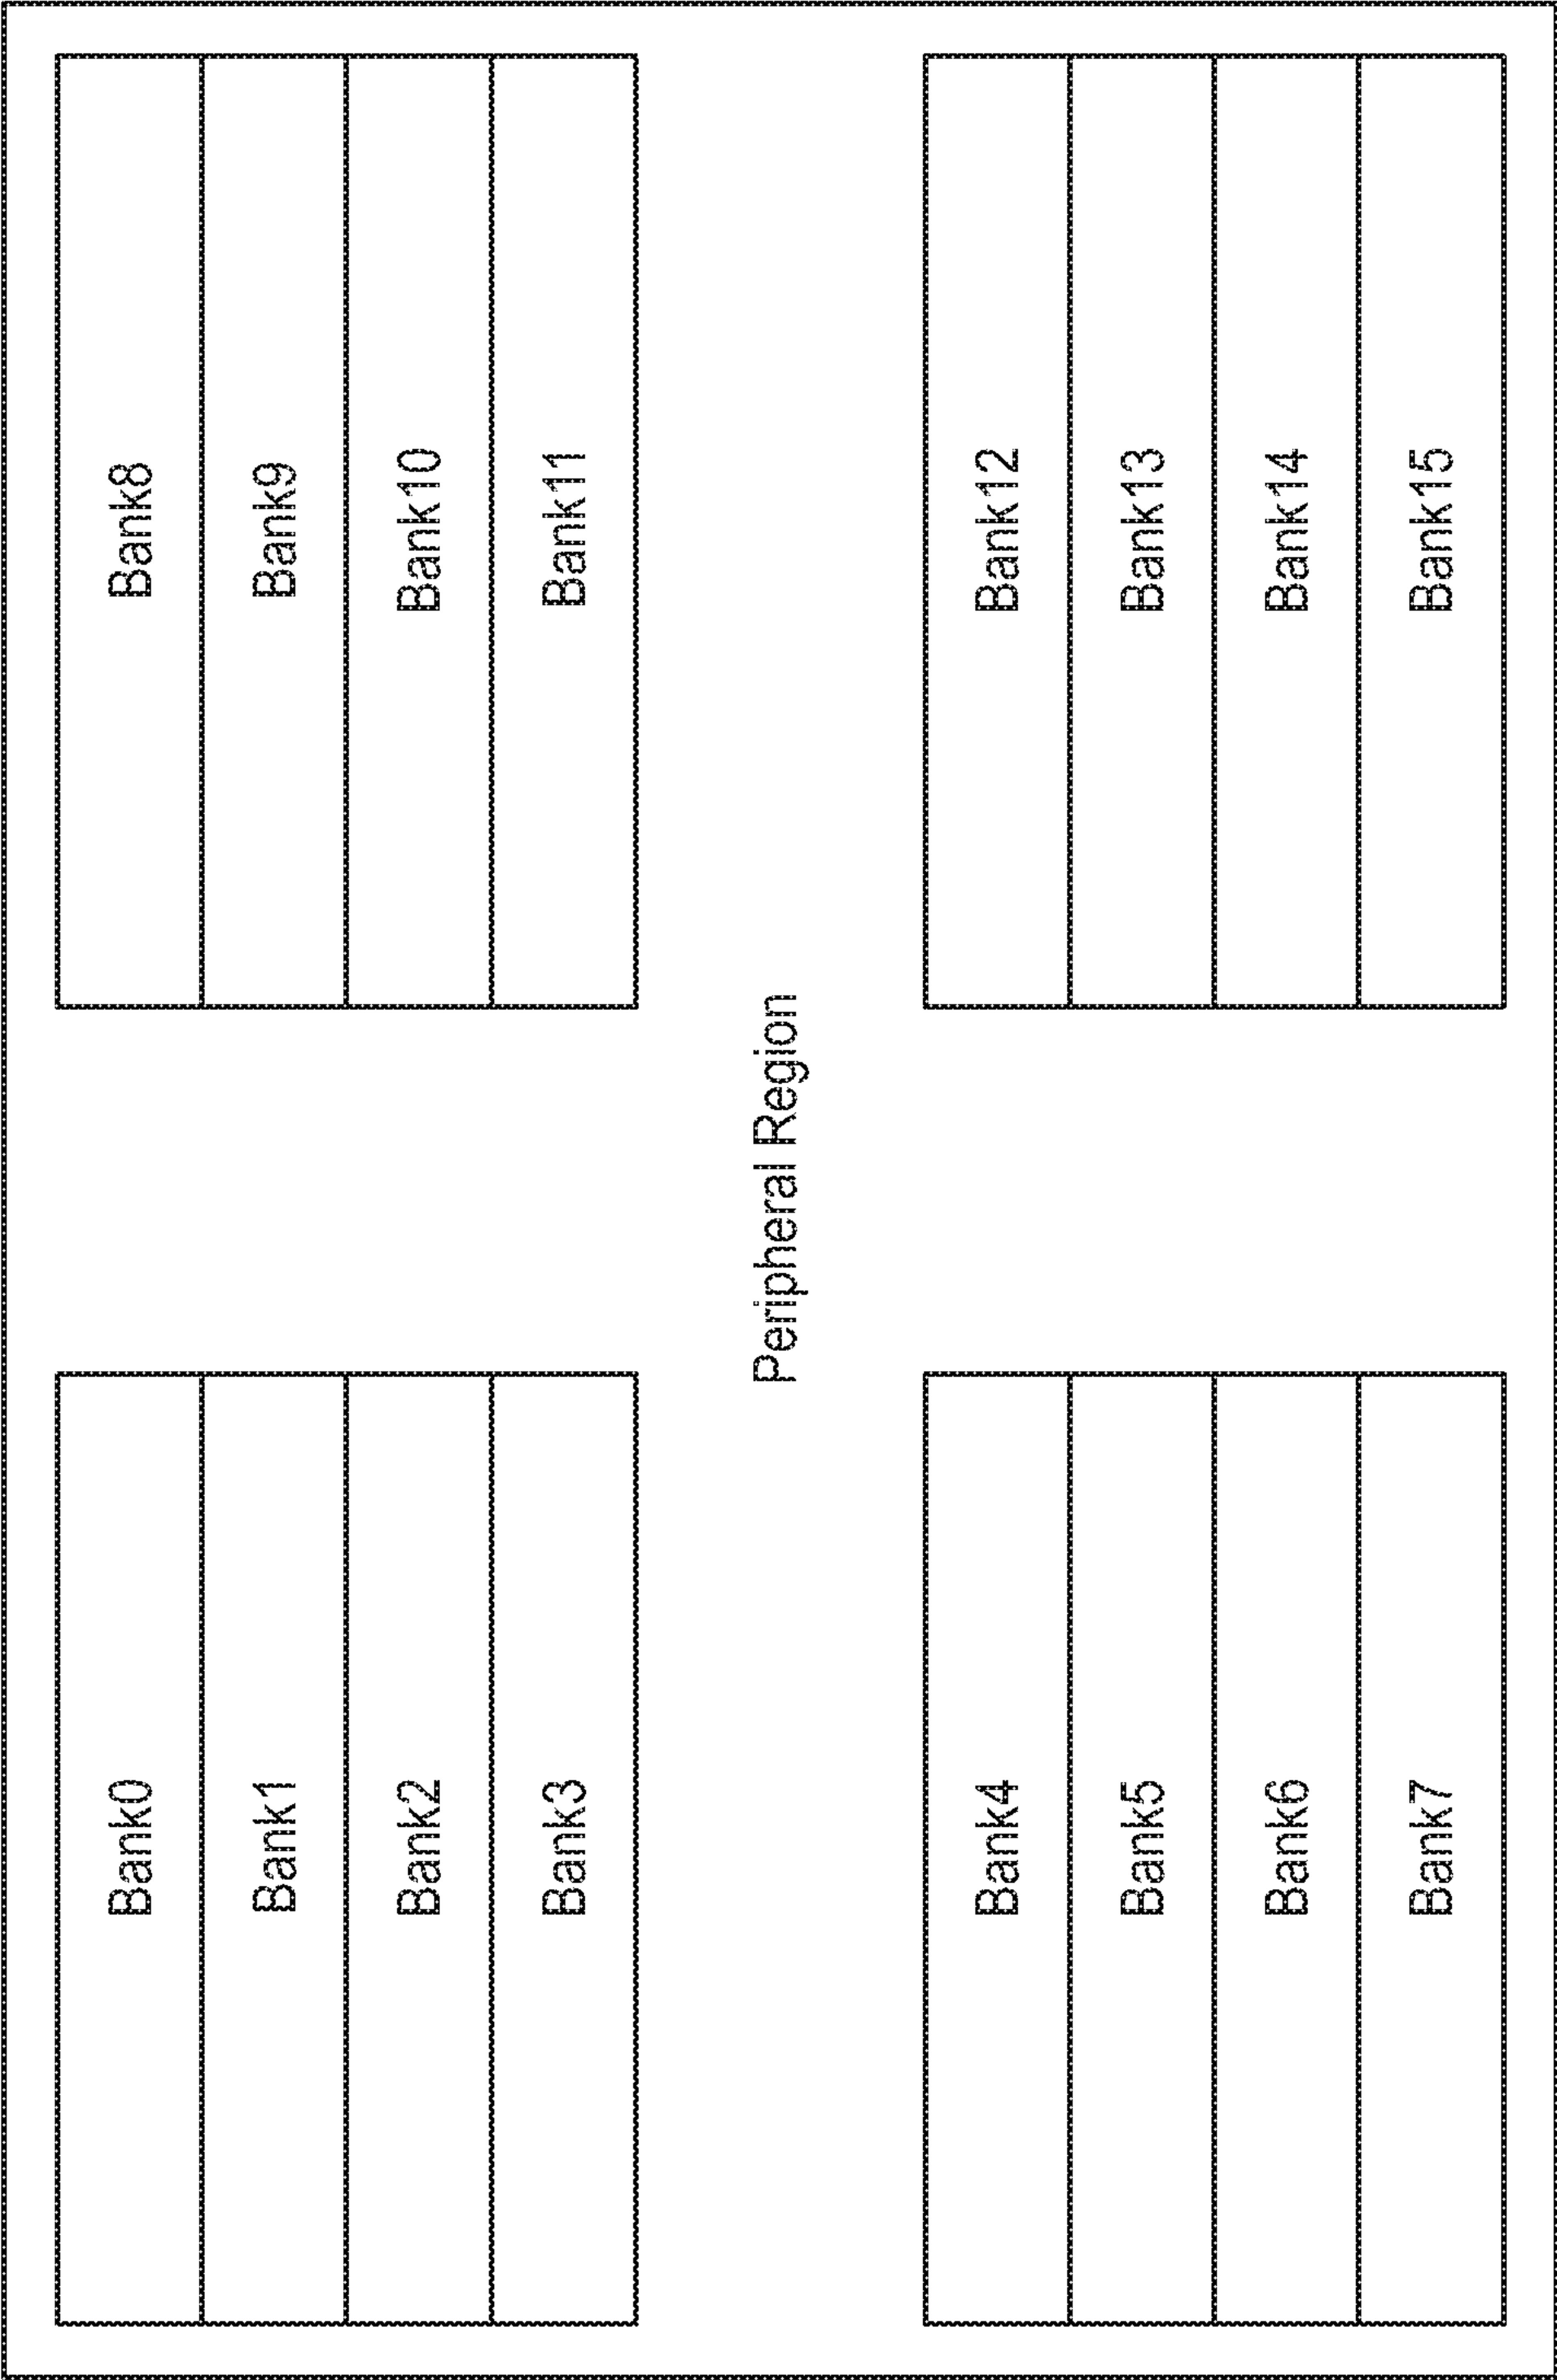 Bank0
Bank1
Bank2
Bank3
Bank8
Bank9
Bank10
Bank11
Peripheral Region
Bank4
Bank5
Bank6
Bank7
Bank12
Bank13
Bank14
Bank15